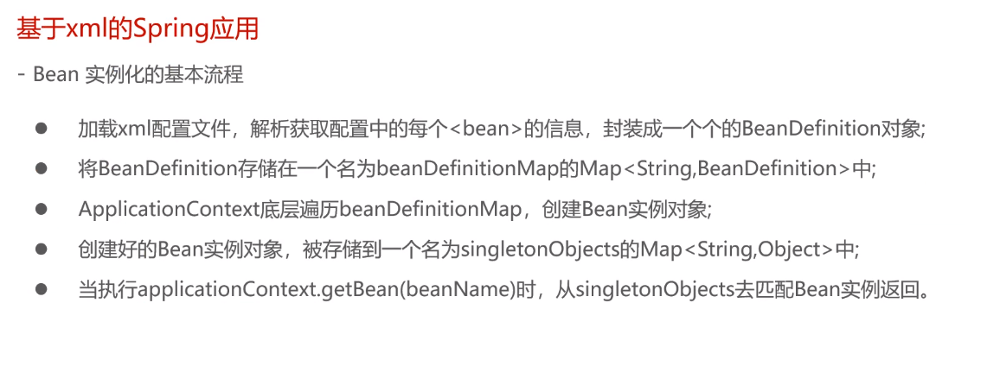 基于xml的Spring应用
- Bean 实例化的基本流程
● 加载xml配置文件，解析获取配置中的每个<bean>的信息，封装成一个个的BeanDefinition对象;
● 将BeanDefinition存储在一个名为beanDefinitionMap的Map<String,BeanDefinition>中;
● ApplicationContext底层遍历beanDefinitionMap，创建Bean实例对象;
● 创建好的Bean实例对象，被存储到一个名为singletonObjects的Map<String,Object>中;
● 当执行applicationContext.getBean(beanName)时，从singletonObjects去匹配Bean实例返回。